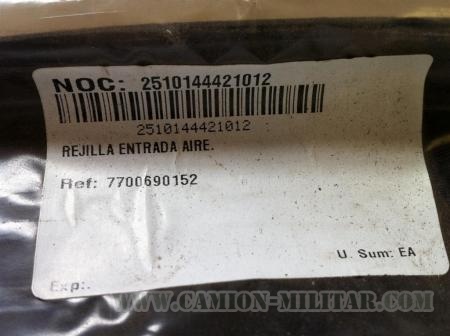 NOC: 2510144421012
2510144421012
REJILLA ENTRADA AIRE.
Ref: 7700690152
U. Sum: EA
Exp:.
WWW.CAMION-MILITAR.COM